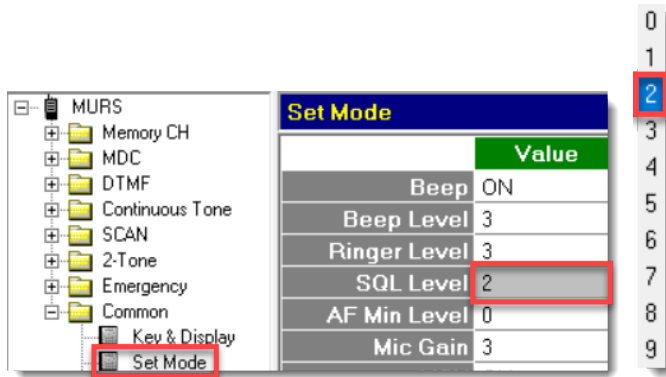 MURS
Memory CH
MDC
DTMF
Continuous Tone
SCAN
2-Tone
Emergency
Common
Key & Display
Set Mode
Set Mode
Value
Beep ON
Beep Level 3
Ringer Level 3
SQL Level 2
AF Min Level 0
Mic Gain 3
0
1
2
3
4
5
6
7
8
9